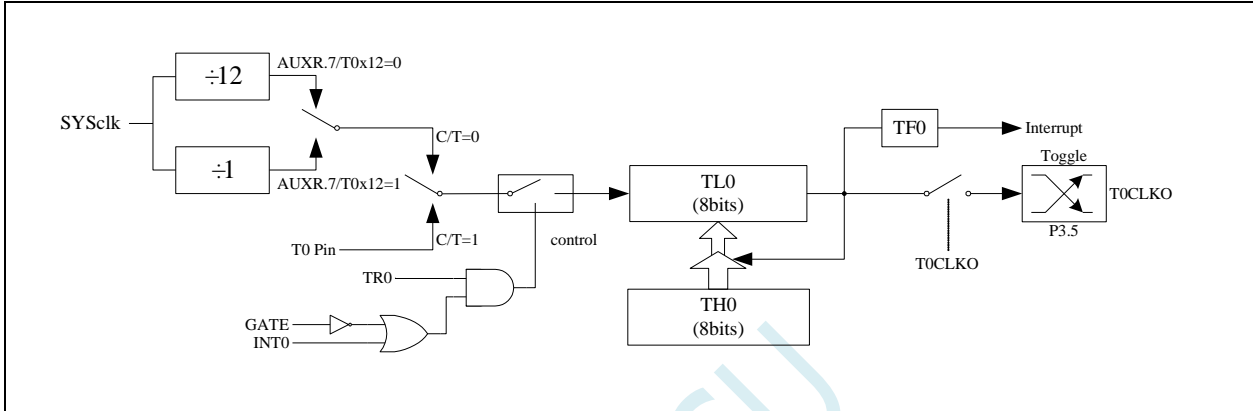 ÷12
AUXR.7/T0x12=0
SYSclk
÷1
AUXR.7/T0x12=1
C/T=0
C/T=1
T0 Pin
control
TR0
GATE
INT0
TL0
(8bits)
TH0
(8bits)
TF0
Interrupt
Toggle
T0CLKO
P3.5
T0CLKO